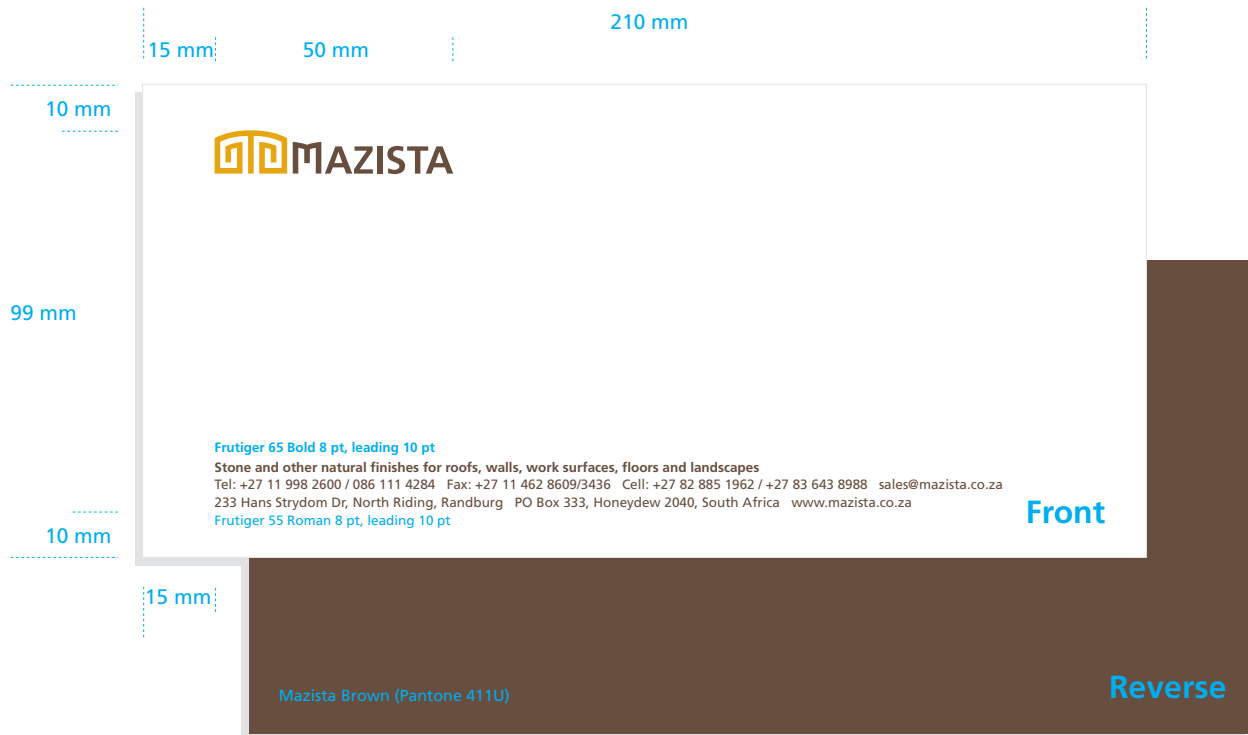 210 mm
15 mm 50 mm
10 mm
MAZISTA
99 mm
Frutiger 65 Bold 8 pt, leading 10 pt
Stone and other natural finishes for roofs, walls, work surfaces, floors and landscapes
Tel: +27 11 998 2600 / 086 111 4284 Fax: +27 11 462 8609/3436 Cell: +27 82 885 1962 / +27 83 643 8988 sales@mazista.co.za
233 Hans Strydom Dr, North Riding, Randburg PO Box 333, Honeydew 2040, South Africa www.mazista.co.za
Frutiger 55 Roman 8 pt, leading 10 pt
Front
10 mm
15 mm
Mazista Brown (Pantone 411U)
Reverse